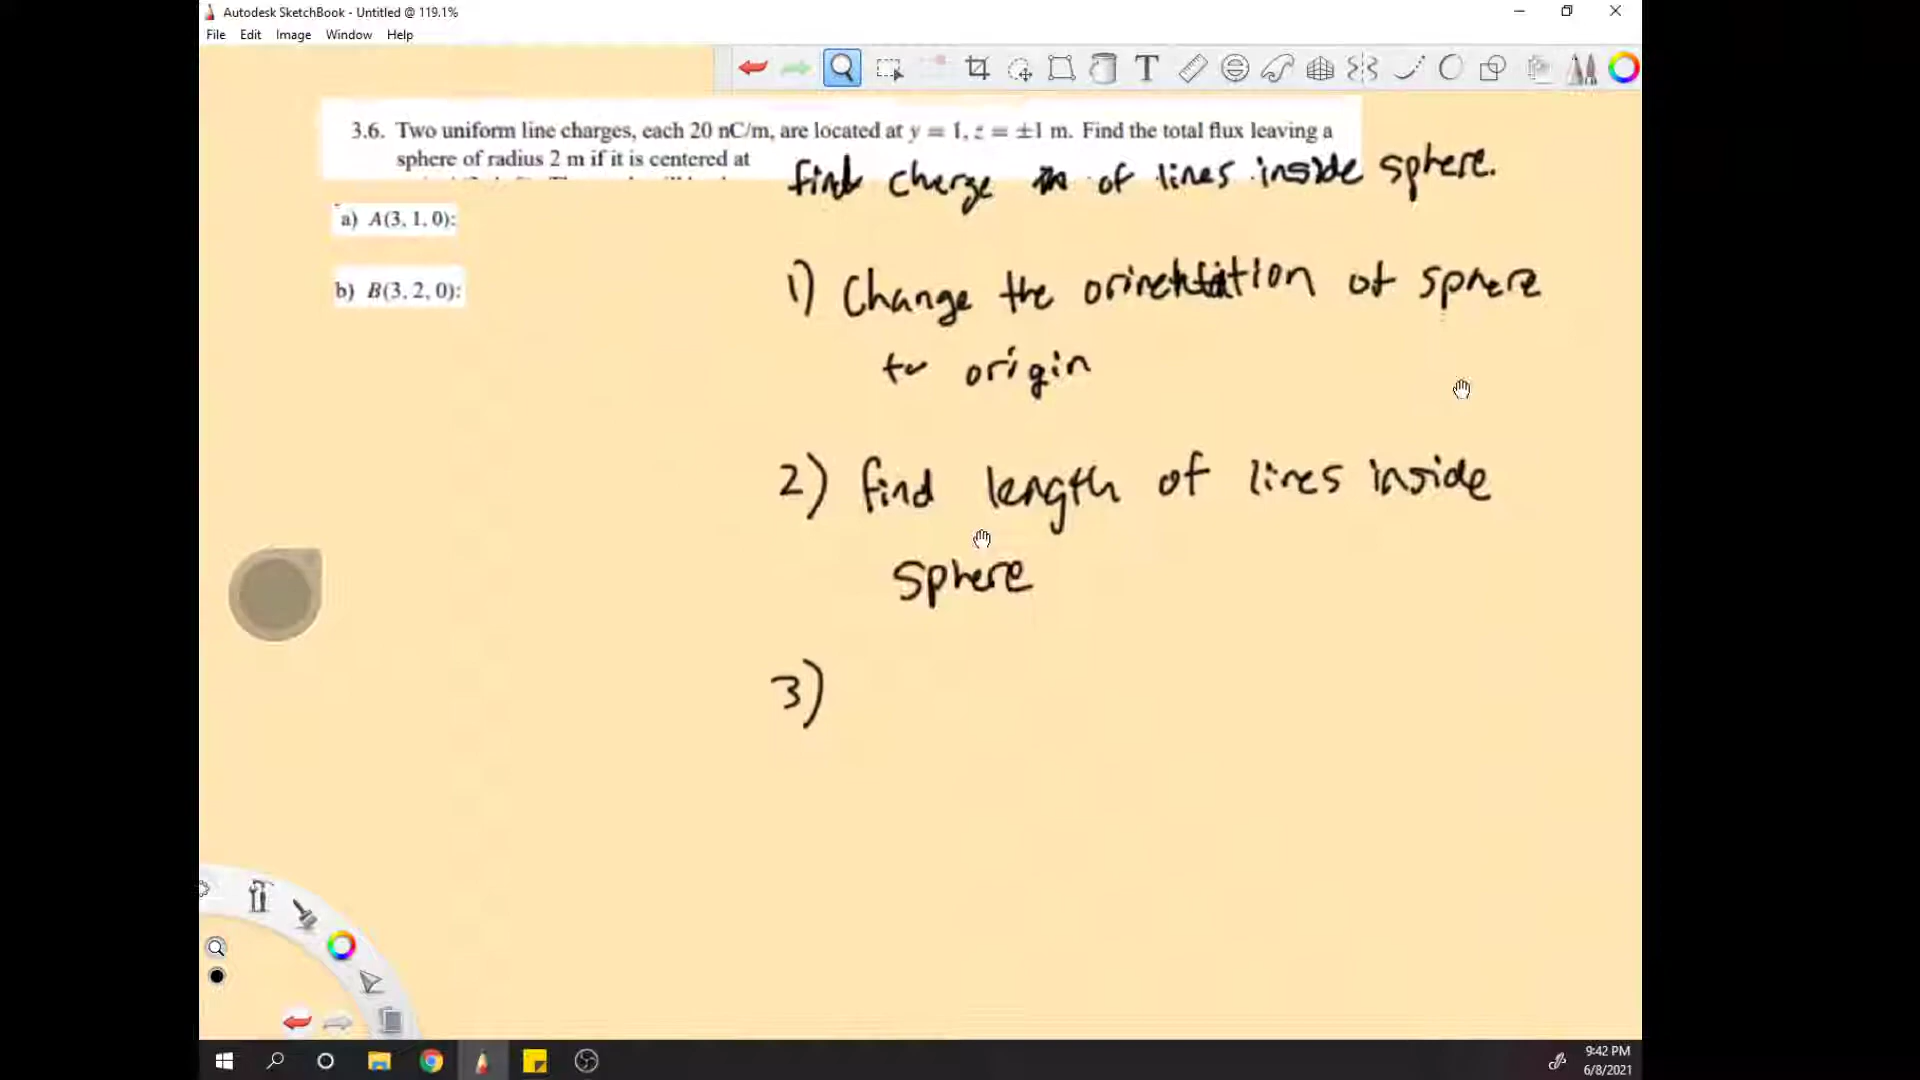 Autodesk SketchBook - Untitled @ 119.1%
File Edit Image Window Help
3.6. Two uniform line charges, each 20 nC/m, are located at y = 1, z = ±1 m. Find the total flux leaving a
sphere of radius 2 m if it is centered at
find charge of lines inside sphere.
a) A(3, 1, 0):
1) Change the orinetation of sphere
b) B(3, 2, 0):
to origin
2) find length of lines inside
sphere
3)
9:42 PM
6/8/2021